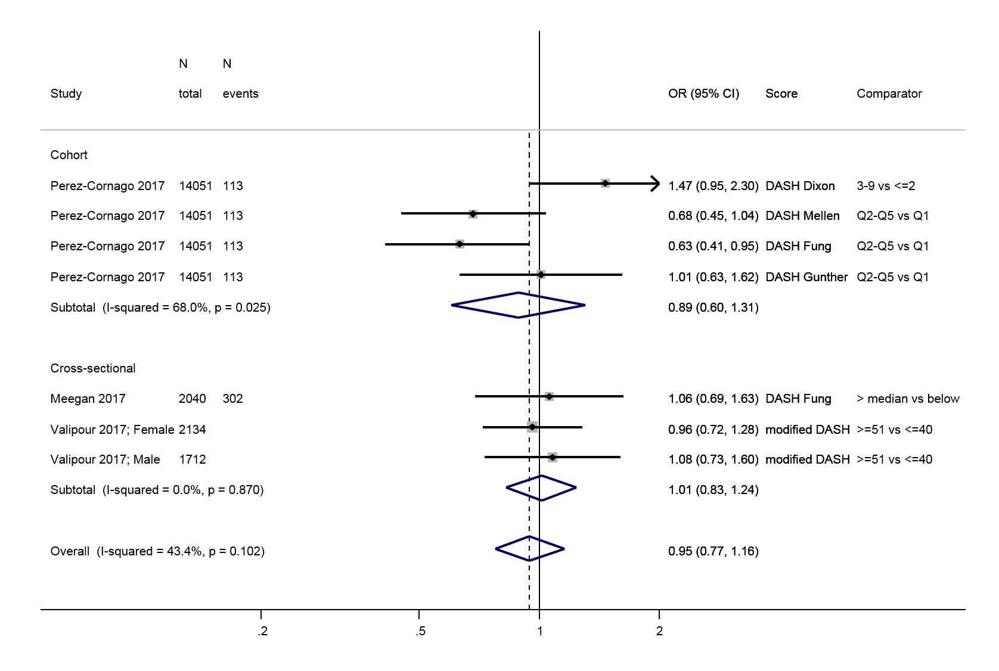 N N
Study total events OR (95% CI) Score Comparator
Cohort
Perez-Cornago 2017 14051 113 1.47 (0.95, 2.30) DASH Dixon 3-9 vs <=2
Perez-Cornago 2017 14051 113 0.68 (0.45, 1.04) DASH Mellen Q2-Q5 vs Q1
Perez-Cornago 2017 14051 113 0.63 (0.41, 0.95) DASH Fung Q2-Q5 vs Q1
Perez-Cornago 2017 14051 113 1.01 (0.63, 1.62) DASH Gunther Q2-Q5 vs Q1
Subtotal (I-squared = 68.0%, p = 0.025) 0.89 (0.60, 1.31)
Cross-sectional
Meegan 2017 2040 302 1.06 (0.69, 1.63) DASH Fung > median vs below
Valipour 2017; Female 2134 0.96 (0.72, 1.28) modified DASH >=51 vs <=40
Valipour 2017; Male 1712 1.08 (0.73, 1.60) modified DASH >=51 vs <=40
Subtotal (I-squared = 0.0%, p = 0.870) 1.01 (0.83, 1.24)
Overall (I-squared = 43.4%, p = 0.102) 0.95 (0.77, 1.16)
.2 .5 1 2